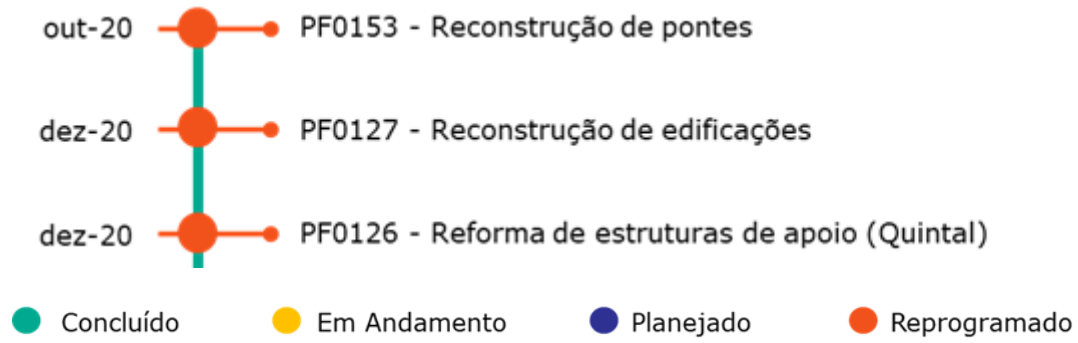 out-20 PF0153 - Reconstrução de pontes
dez-20 PF0127 - Reconstrução de edificações
dez-20 PF0126 - Reforma de estruturas de apoio (Quintal)
Concluído Em Andamento Planejado Reprogramado